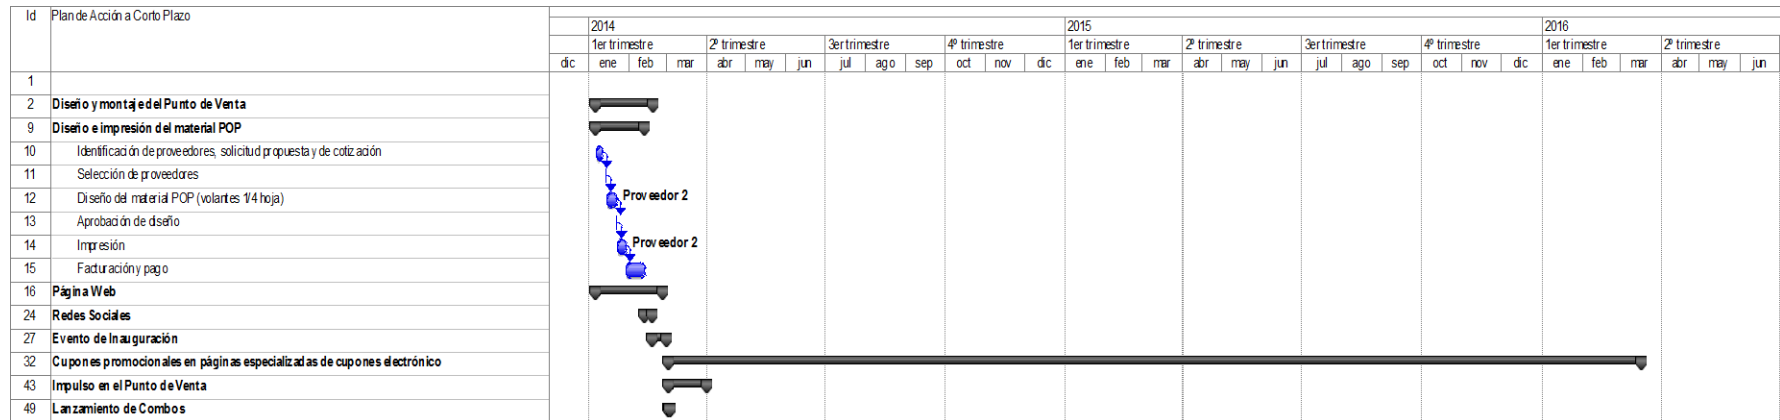 Id Plan de Acción a Corto Plazo
2014 2015 2016
1er trimestre 2º trimestre 3er trimestre 4º trimestre 1er trimestre 2º trimestre 3er trimestre 4º trimestre 1er trimestre 2º trimestre
dic ene feb mar abr may jun jul ago sep oct nov dic ene feb mar abr may jun jul ago sep oct nov dic ene feb mar abr may jun
1
2 Diseño y montaje del Punto de Venta
9 Diseño e impresión del material POP
10 Identificación de proveedores, solicitud propuesta y de cotización
11 Selección de proveedores
12 Diseño del material POP (volantes 1/4 hoja) Proveedor 2
13 Aprobación de diseño
14 Impresión Proveedor 2
15 Facturación y pago
16 Página Web
24 Redes Sociales
27 Evento de Inauguración
32 Cupones promocionales en páginas especializadas de cupones electrónico
43 Impulso en el Punto de Venta
49 Lanzamiento de Combos